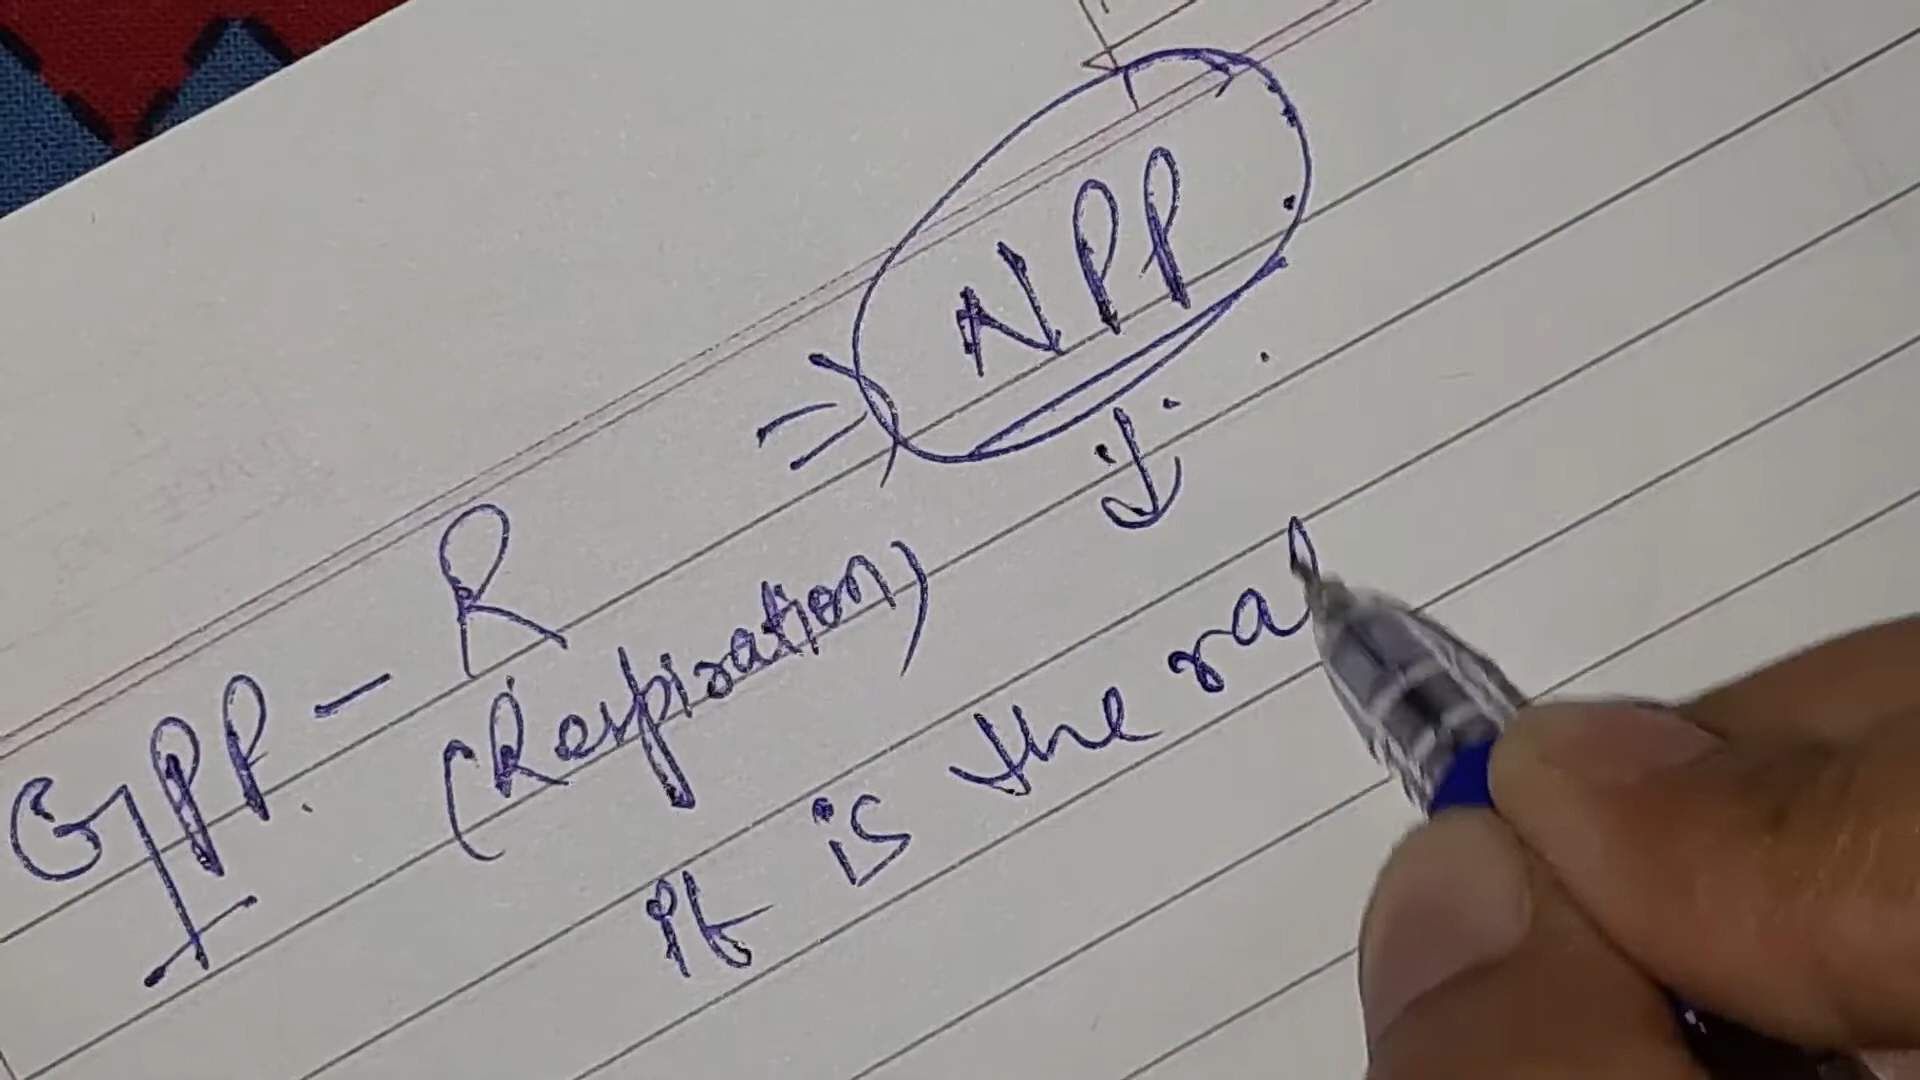 GPP - R = NPP
(Respiration)
it is the ra